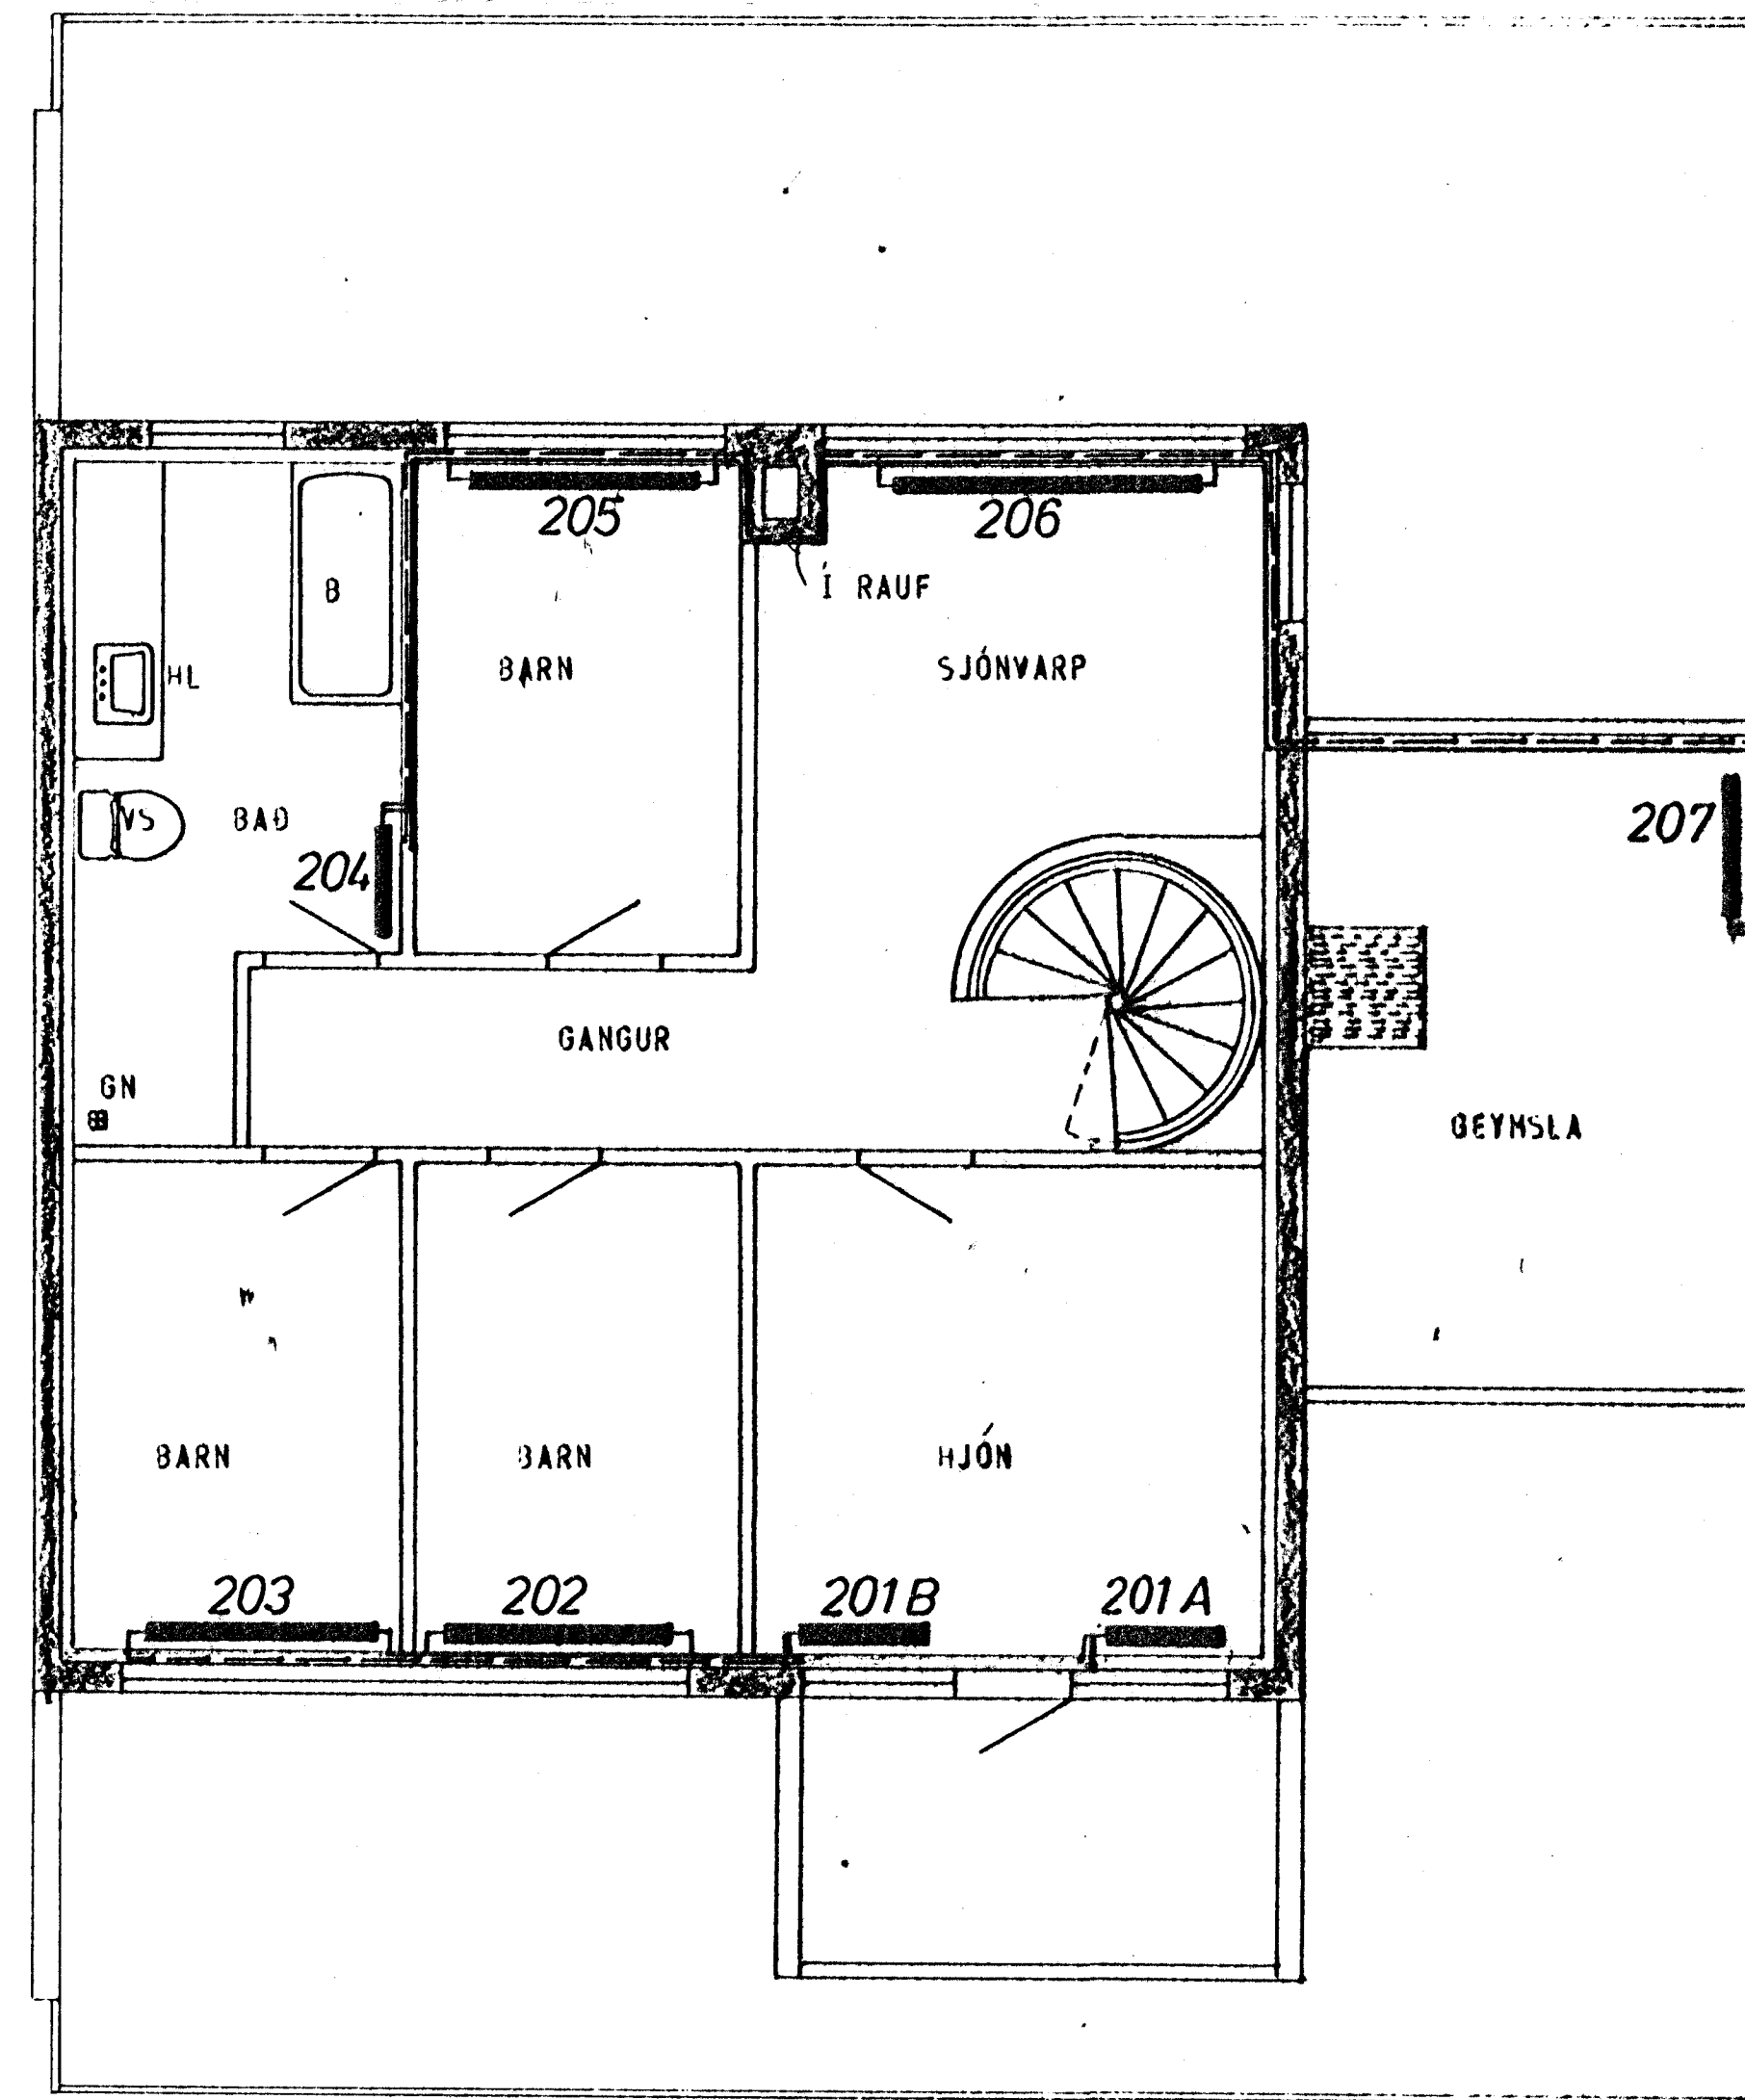 205
206
Í RAUF
B
BARN
SJÓNVARP
HL
VS
BAÐ
207
204
GANGUR
GN
GEYMSLA
BARN
BARN
HJÓN
203
202
201B
201A